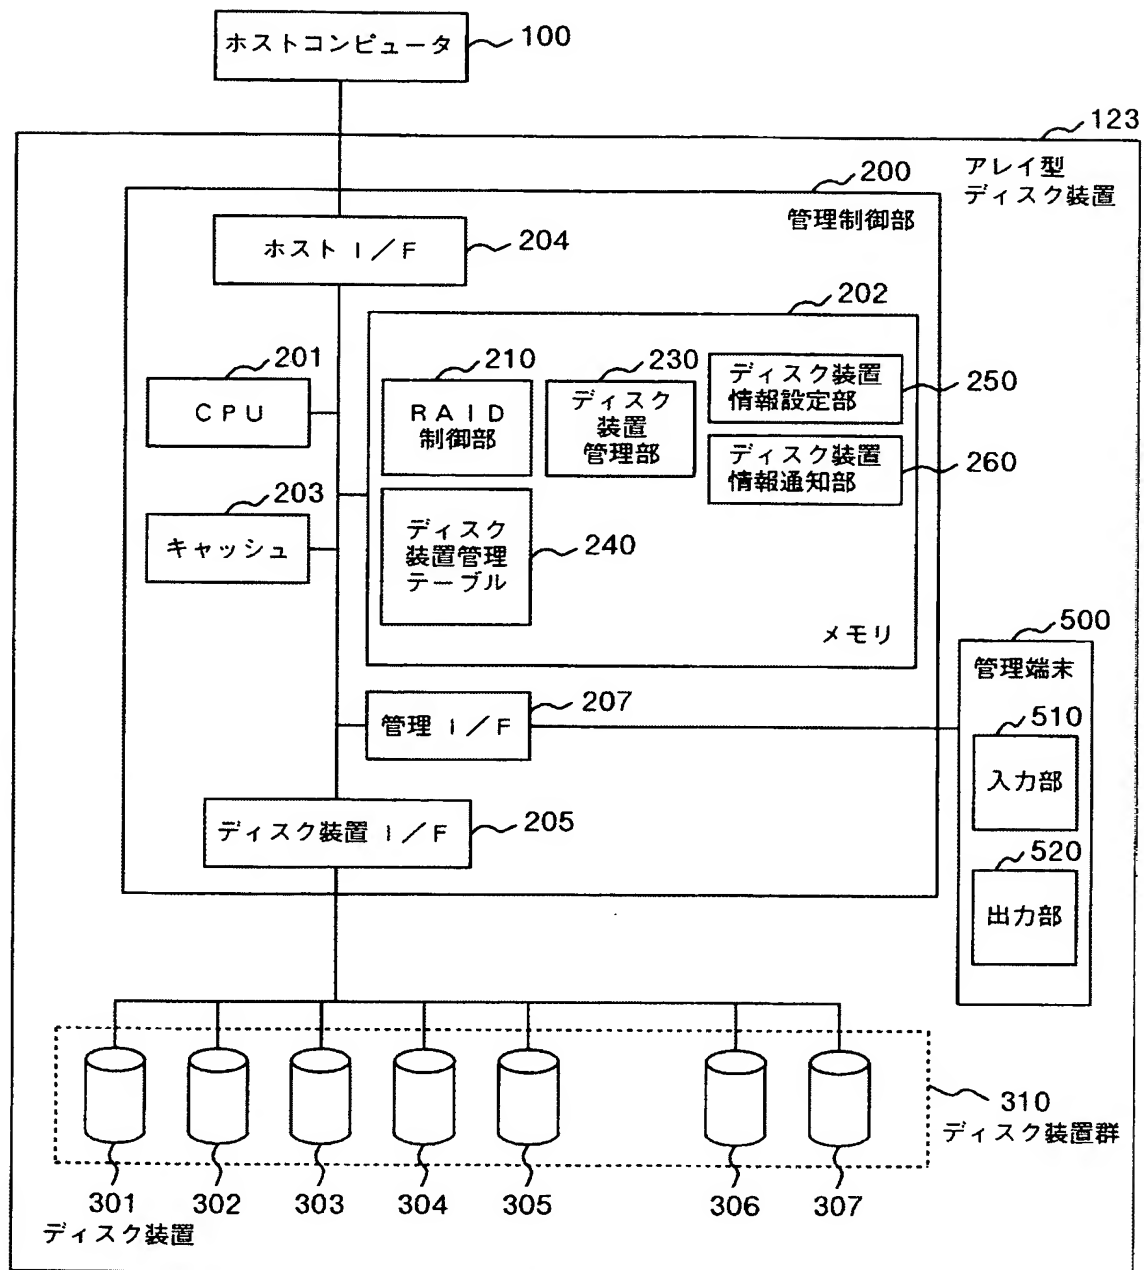 ホストコンピュータ
100
123
アレイ型
ディスク装置
200
管理制御部
ホスト I/F
204
202
201
CPU
210
RAID
制御部
230
ディスク
装置
管理部
ディスク装置
情報設定部
250
ディスク装置
情報通知部
260
203
キャッシュ
ディスク
装置管理
テーブル
240
メモリ
500
管理端末
管理 I/F
207
510
入力部
ディスク装置 I/F
205
520
出力部
310
ディスク装置群
301
302
303
304
305
306
307
ディスク装置